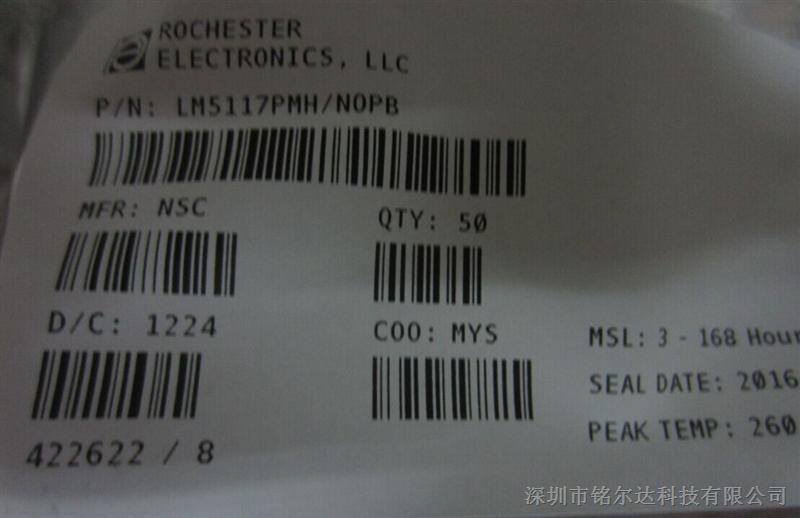 ROCHESTER
ELECTRONICS, LLC
P/N: LM5117PMH/NOPB
MFR: NSC
QTY: 50
D/C: 1224
COO: MYS
MSL: 3 - 168 Hour
SEAL DATE: 2016
PEAK TEMP: 260
422622 / 8
深圳市铭尔达科技有限公司